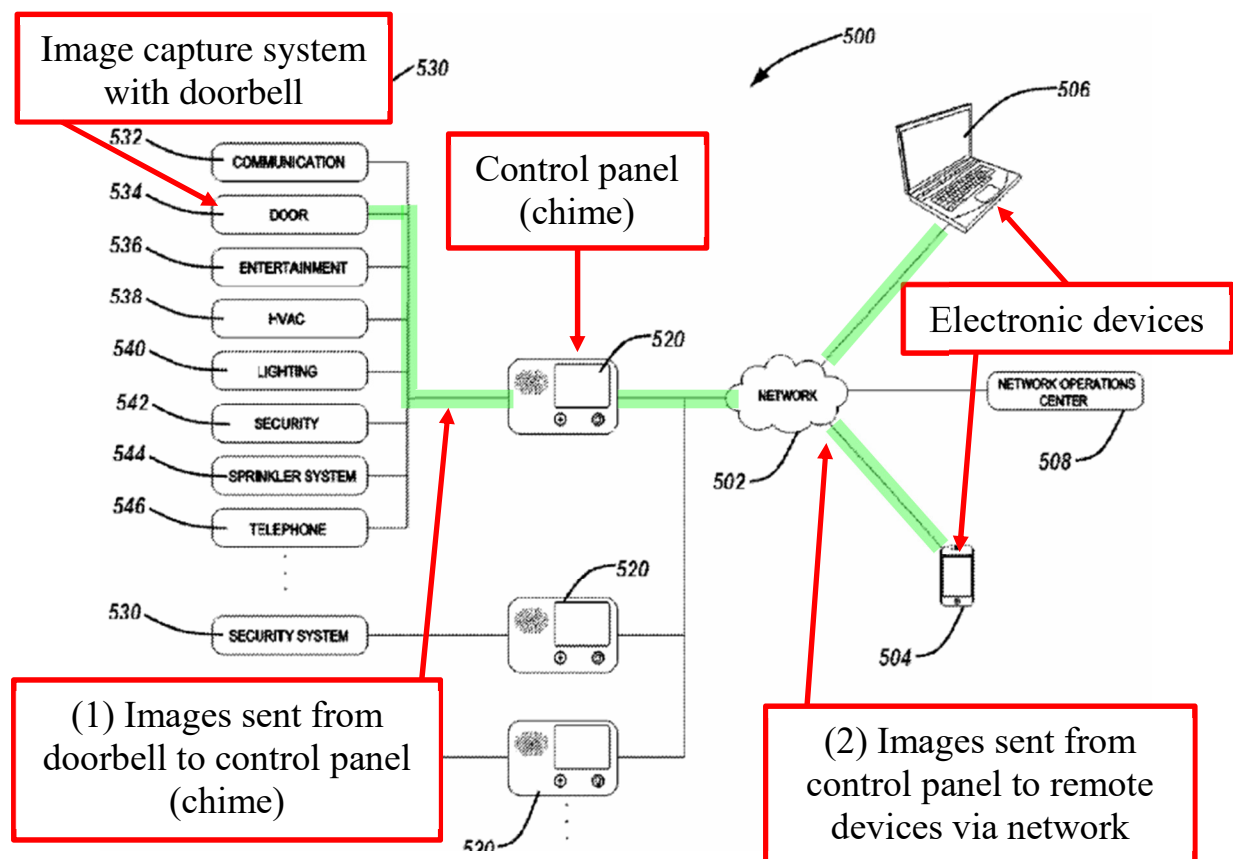 Image capture system
with doorbell
530
500
506
532
COMMUNICATION
534
DOOR
536
ENTERTAINMENT
538
HVAC
540
LIGHTING
542
SECURITY
544
SPRINKLER SYSTEM
546
TELEPHONE
Control panel
(chime)
520
Electronic devices
NETWORK
502
NETWORK OPERATIONS
CENTER
508
504
530
SECURITY SYSTEM
520
(1) Images sent from
doorbell to control panel
(chime)
520
(2) Images sent from
control panel to remote
devices via network